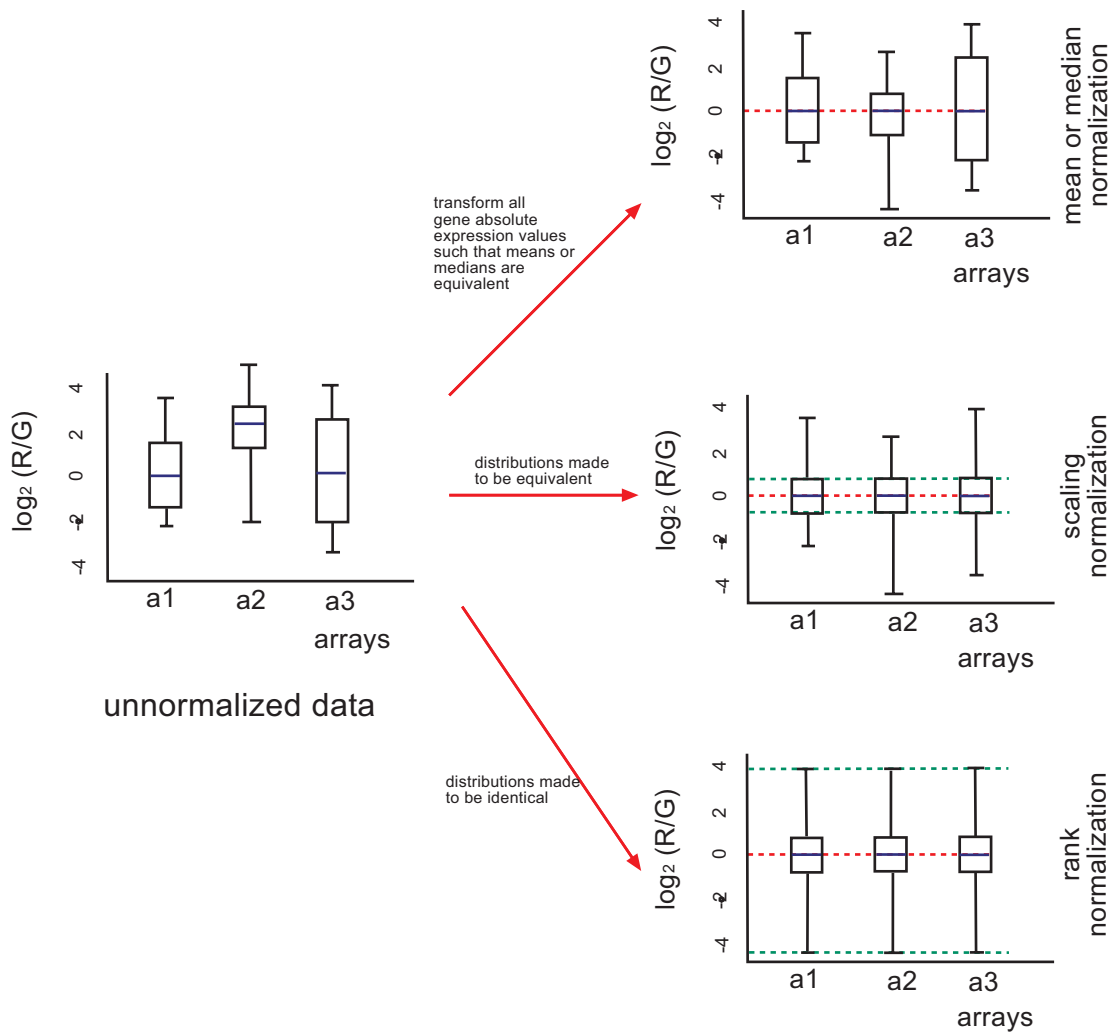 log₂ (R/G)
4
2
0
-2
-4
a1
a2
a3
arrays
unnormalized data
transform all
gene absolute
expression values
such that means or
medians are
equivalent
distributions made
to be equivalent
distributions made
to be identical
log₂ (R/G)
4
2
0
-2
-4
a1
a2
a3
arrays
mean or median
normalization
log₂ (R/G)
4
2
0
-2
-4
a1
a2
a3
arrays
scaling
normalization
log₂ (R/G)
4
2
0
-2
-4
a1
a2
a3
arrays
rank
normalization